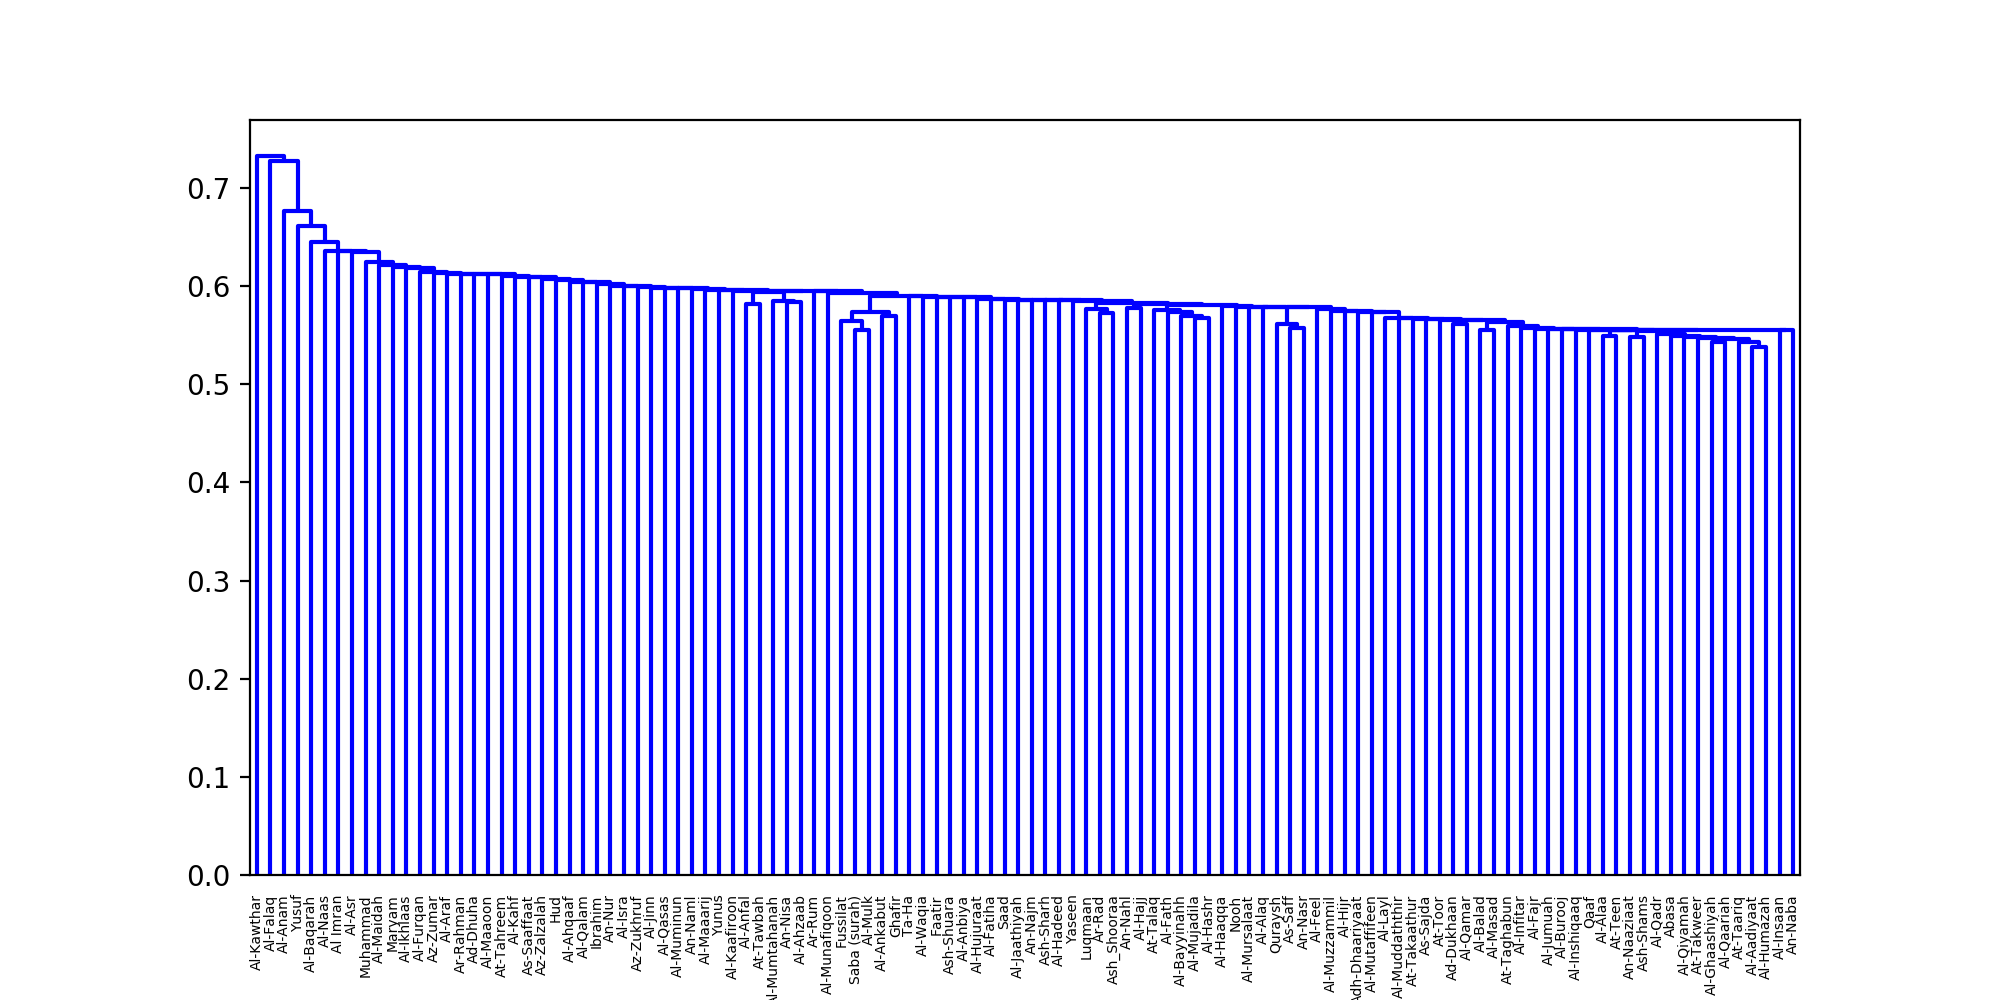 0.7
0.6
0.5
0.4
0.3
0.2
0.1
0.0
Al-Kawthar
Al-Falaq
Al-Anam
Yusuf
Al-Baqarah
Al-Naas
Al Imran
Al-Asr
Muhammad
Al-Maidah
Maryam
Al-Ikhlaas
Al-Furqan
Az-Zumar
Al-Araf
Ar-Rahman
Ad-Dhuha
Al-Maooon
At-Tahreem
Al-Kahf
As-Saaffaat
Az-Zalzalah
Hud
Al-Ahqaaf
Al-Qalam
Ibrahim
An-Nur
Al-Isra
Az-Zukhruf
Al-Jinn
Al-Qasas
Al-Muminun
An-Naml
Al-Maarij
Yunus
Al-Kaafiroon
Al-Anfal
At-Tawbah
Al-Mumtahanah
An-Nisa
Al-Ahzaab
Ar-Rum
Al-Munafiqoon
Fussilat
Saba (surah)
Al-Mulk
Al-Ankabut
Ghafir
Ta-Ha
Al-Waqia
Faatir
Ash-Shuara
Al-Anbiya
Al-Hujuraat
Al-Fatiha
Saad
Al-Jaathiyah
An-Najm
Ash-Sharh
Al-Hadeed
Yaseen
Luqmaan
Ar-Rad
Ash_Shooraa
An-Nahl
Al-Hajj
At-Talaq
Al-Fath
Al-Bayyinahh
Al-Mujadila
Al-Hashr
Al-Haaqqa
Nooh
Al-Mursalaat
Al-Alaq
Quraysh
As-Saff
An-Nasr
Al-Feel
Al-Muzzammil
Al-Hijr
Adh-Dhaariyaat
Al-Mutaffifeen
Al-Layl
Al-Muddaththir
At-Takaathur
As-Sajda
At-Toor
Ad-Dukhaan
Al-Qamar
Al-Balad
Al-Masad
At-Taghabun
Al-Infitar
Al-Fajr
Al-Jumuah
Al-Burooj
Al-Inshiqaaq
Qaaf
Al-Alaa
At-Teen
An-Naaziaat
Ash-Shams
Al-Qadr
Abasa
Al-Qiyamah
At-Takweer
Al-Ghaashiyah
Al-Qaariah
At-Taariq
Al-Aadiyaat
Al-Humazah
Al-Insaan
An-Naba